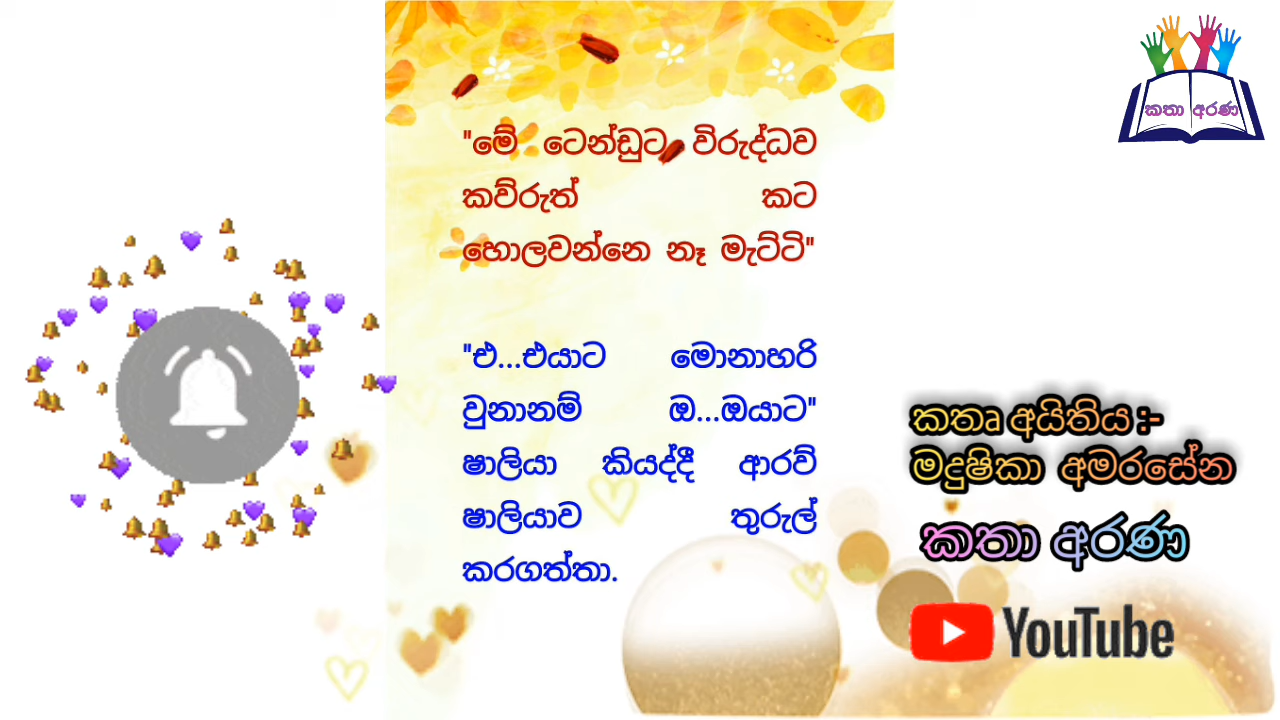 කතා අරණ
"මේ ටෙන්ඩුට විරුද්ධව
කව්රුත් කට
හොලවන්නෙ නෑ මැට්ටි"
"එ...එයාට මොනාහරි
වුනානම් ඔ...ඔයාට"
ෂාලියා කියද්දී ආරව්
ෂාලියාව තුරුල්
කරගත්තා.
කතෘ අයිතිය :-
මදුෂිකා අමරසේන
කතා අරණ
YouTube